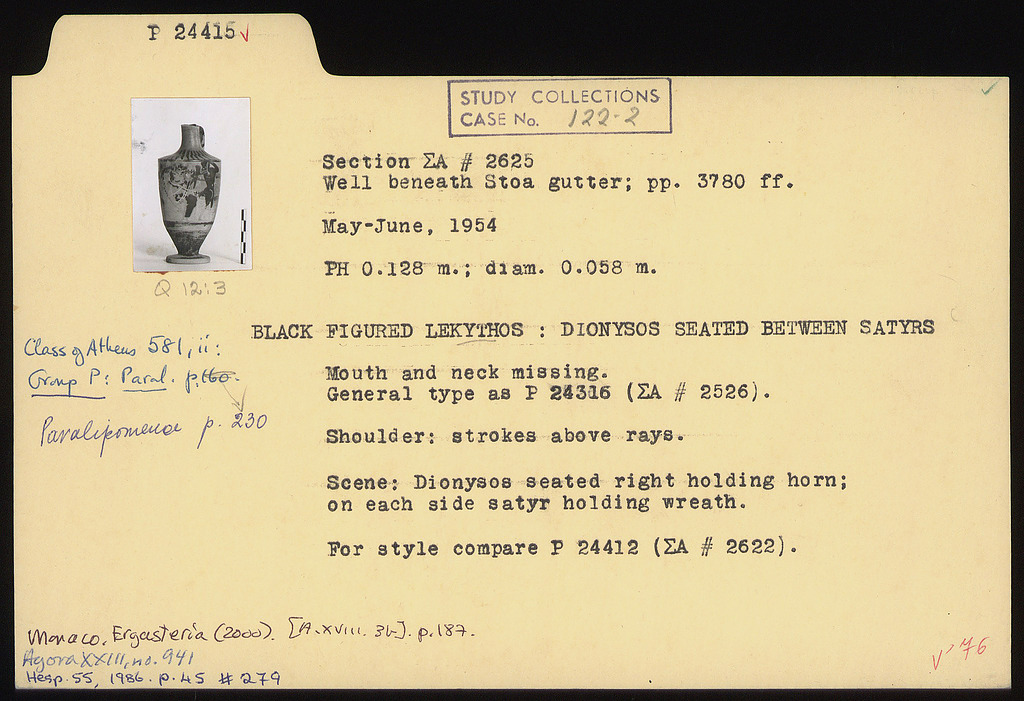 P 24415 ✓
STUDY COLLECTIONS
CASE No. 122-2
Section ΣA # 2625
Well beneath Stoa gutter; pp. 3780 ff.
May-June, 1954
PH 0.128 m.; diam. 0.058 m.
Q 12:3
BLACK FIGURED LEKYTHOS : DIONYSOS SEATED BETWEEN SATYRS
Class of Athens 581, ii:
Group P: Paral. p. 160.
Paralipomena p. 230
Mouth and neck missing.
General type as P 24316 (ΣA # 2526).
Shoulder: strokes above rays.
Scene: Dionysos seated right holding horn;
on each side satyr holding wreath.
For style compare P 24412 (ΣA # 2622).
Monaco, Ergasteria (2000). [A.XVIII. 3b]. p.187.
Agora XXIII, no. 941
Hesp. 55, 1986. p. 45 # 279
✓ '76